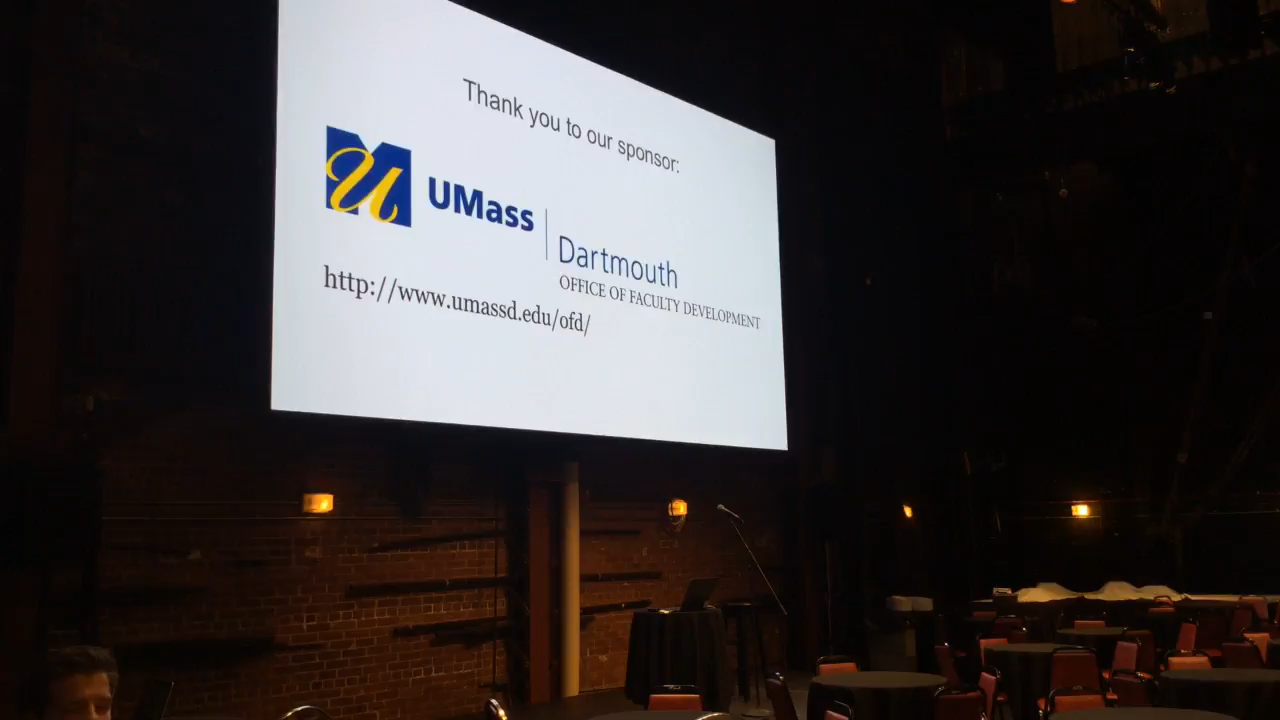 Thank you to our sponsor:
UMass
Dartmouth
OFFICE OF FACULTY DEVELOPMENT
http://www.umassd.edu/ofd/